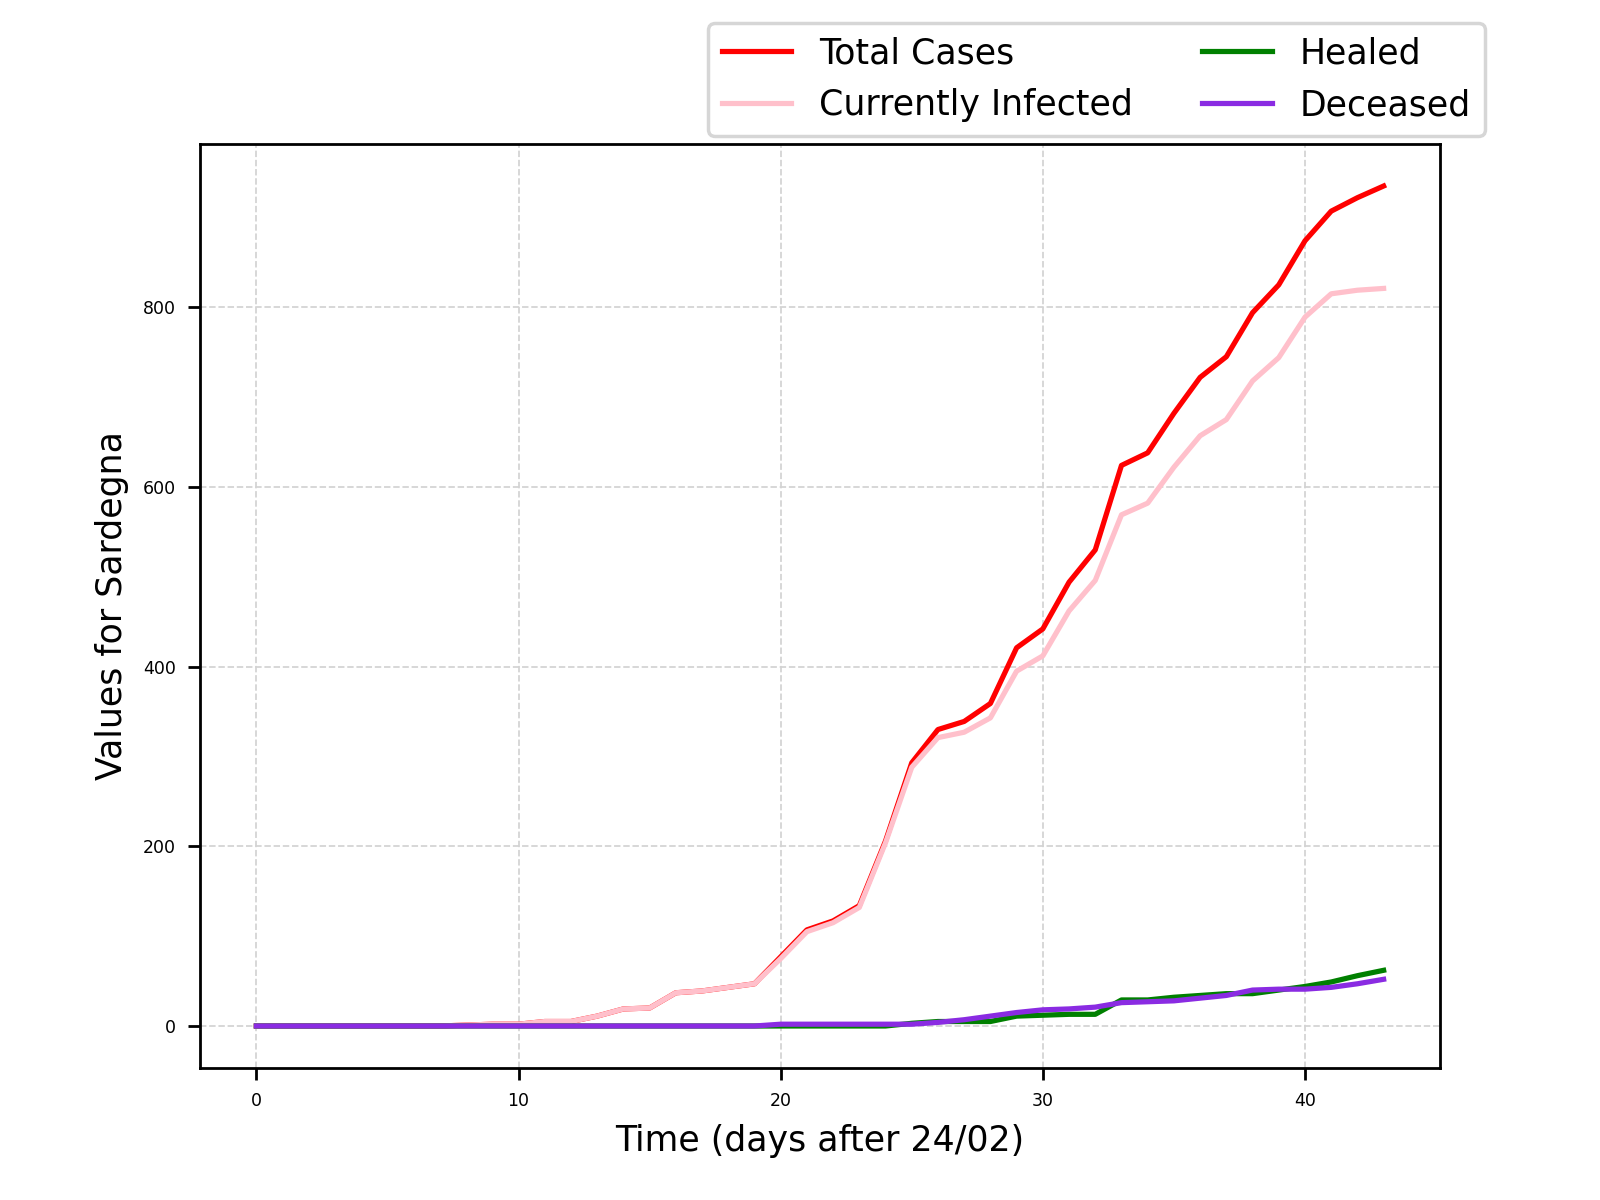 Total Cases
Currently Infected
Healed
Deceased
Values for Sardegna
800
600
400
200
0
0 10 20 30 40
Time (days after 24/02)